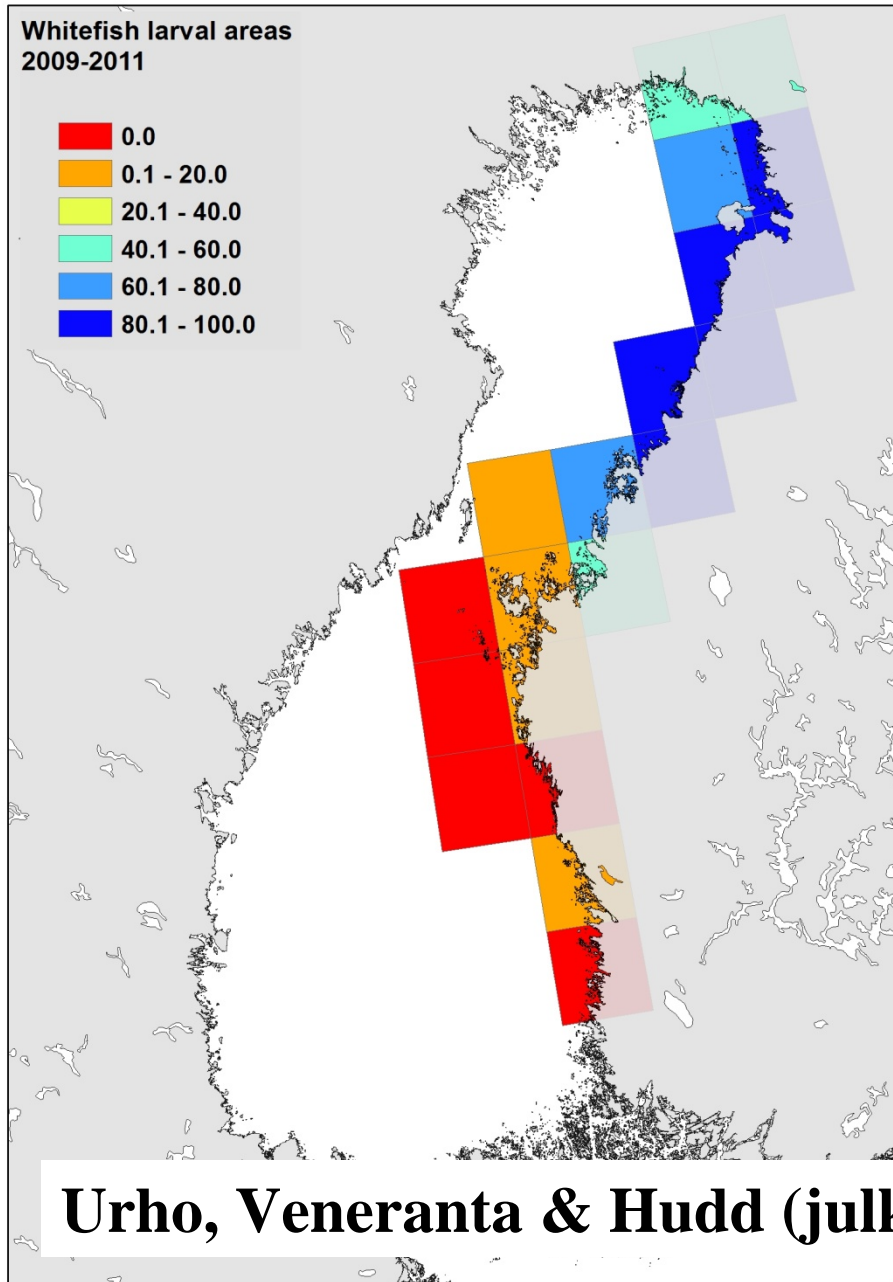 Whitefish larval areas
2009-2011
0.0
0.1 - 20.0
20.1 - 40.0
40.1 - 60.0
60.1 - 80.0
80.1 - 100.0
Urho, Veneranta & Hudd (julk